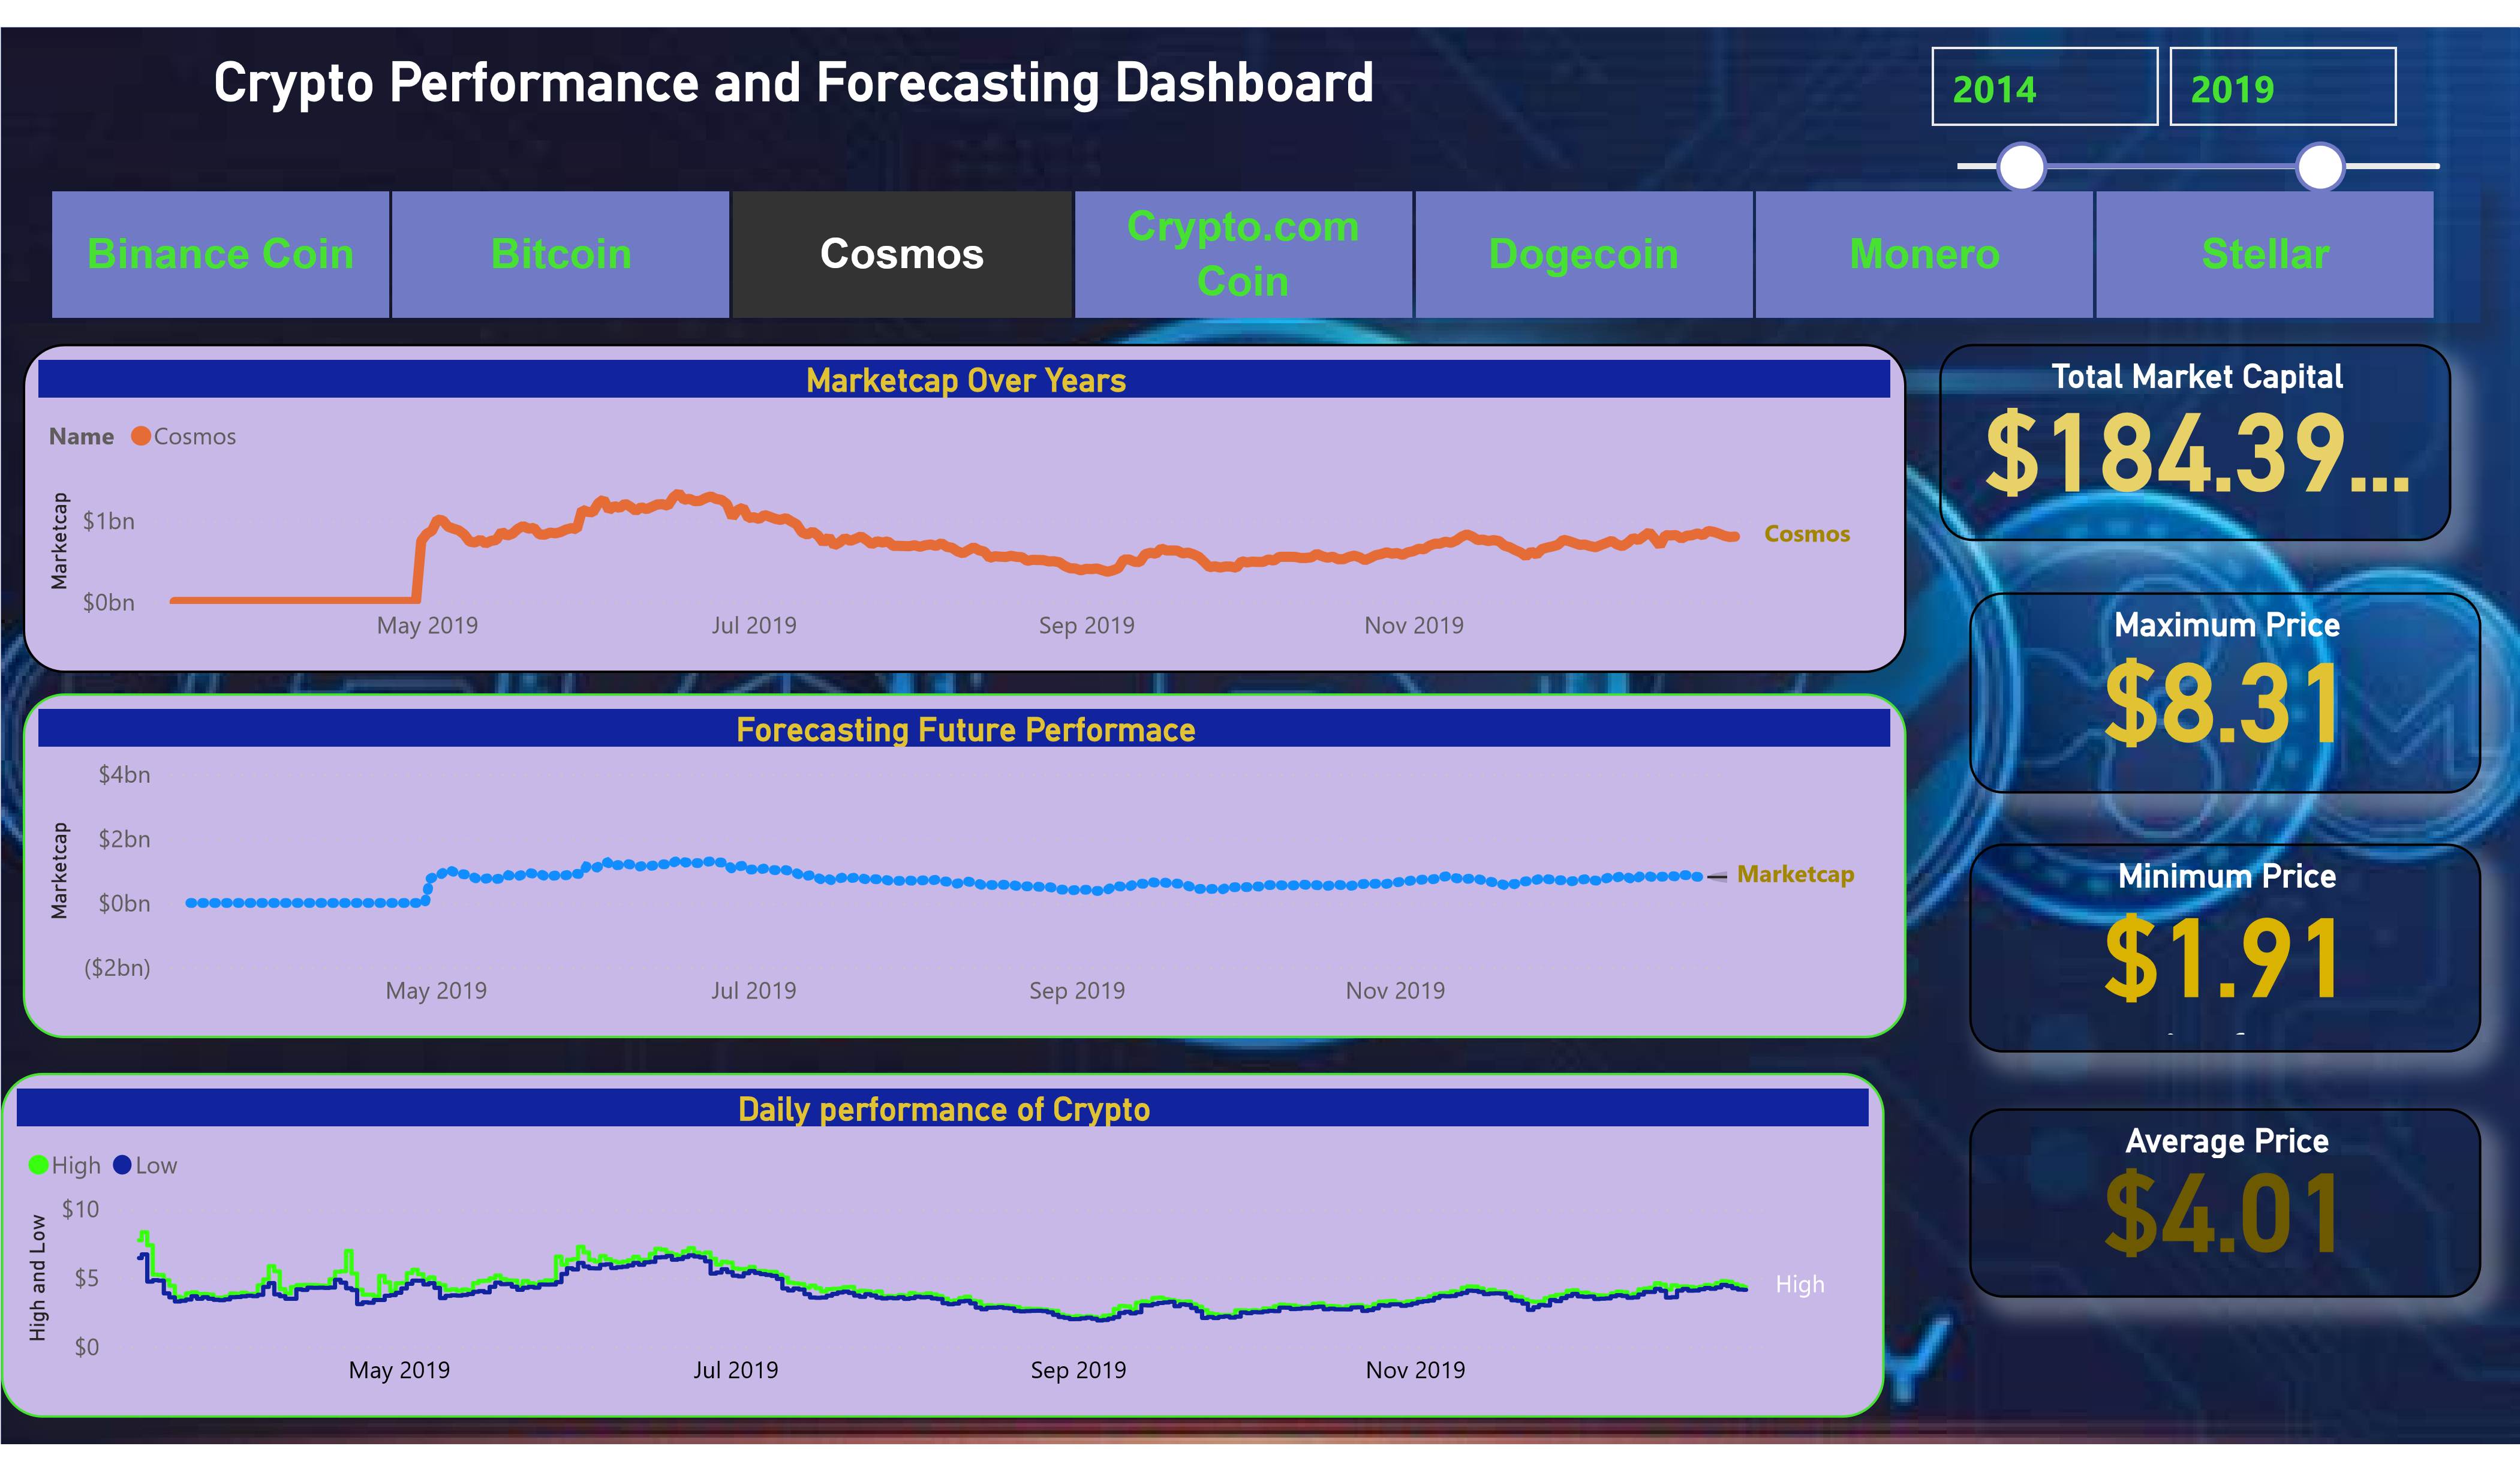 Crypto Performance and Forecasting Dashboard
2014
2019
Binance Coin
Bitcoin
Cosmos
Crypto.com
Coin
Dogecoin
Monero
Stellar
Marketcap Over Years
Name Cosmos
Marketcap
$1bn
$0bn
Cosmos
May 2019
Jul 2019
Sep 2019
Nov 2019
Total Market Capital
$184.39...
Maximum Price
$8.31
Forecasting Future Performace
Marketcap
$4bn
$2bn
$0bn
($2bn)
Marketcap
May 2019
Jul 2019
Sep 2019
Nov 2019
Minimum Price
$1.91
Daily performance of Crypto
High Low
High and Low
$10
$5
$0
High
May 2019
Jul 2019
Sep 2019
Nov 2019
Average Price
$4.01